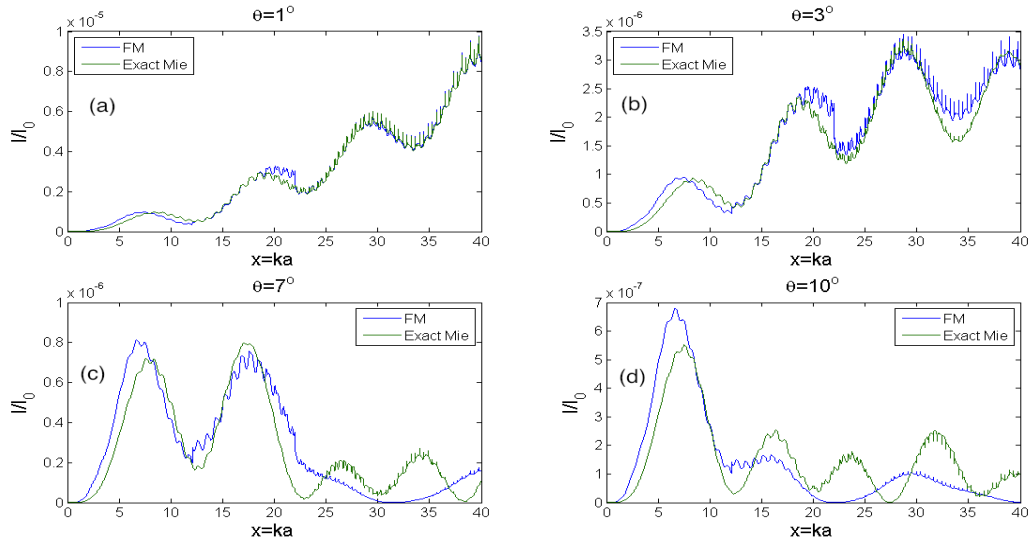 θ=1°
x 10^-5
1
0.8
0.6
0.4
0.2
0
I/I_0
FM
Exact Mie
(a)
0 5 10 15 20 25 30 35 40
x=ka
θ=3°
x 10^-6
3.5
3
2.5
2
1.5
1
0.5
0
I/I_0
FM
Exact Mie
(b)
0 5 10 15 20 25 30 35 40
x=ka
θ=7°
x 10^-6
1
0.8
0.6
0.4
0.2
0
I/I_0
FM
Exact Mie
(c)
0 5 10 15 20 25 30 35 40
x=ka
θ=10°
x 10^-7
7
6
5
4
3
2
1
0
I/I_0
FM
Exact Mie
(d)
0 5 10 15 20 25 30 35 40
x=ka